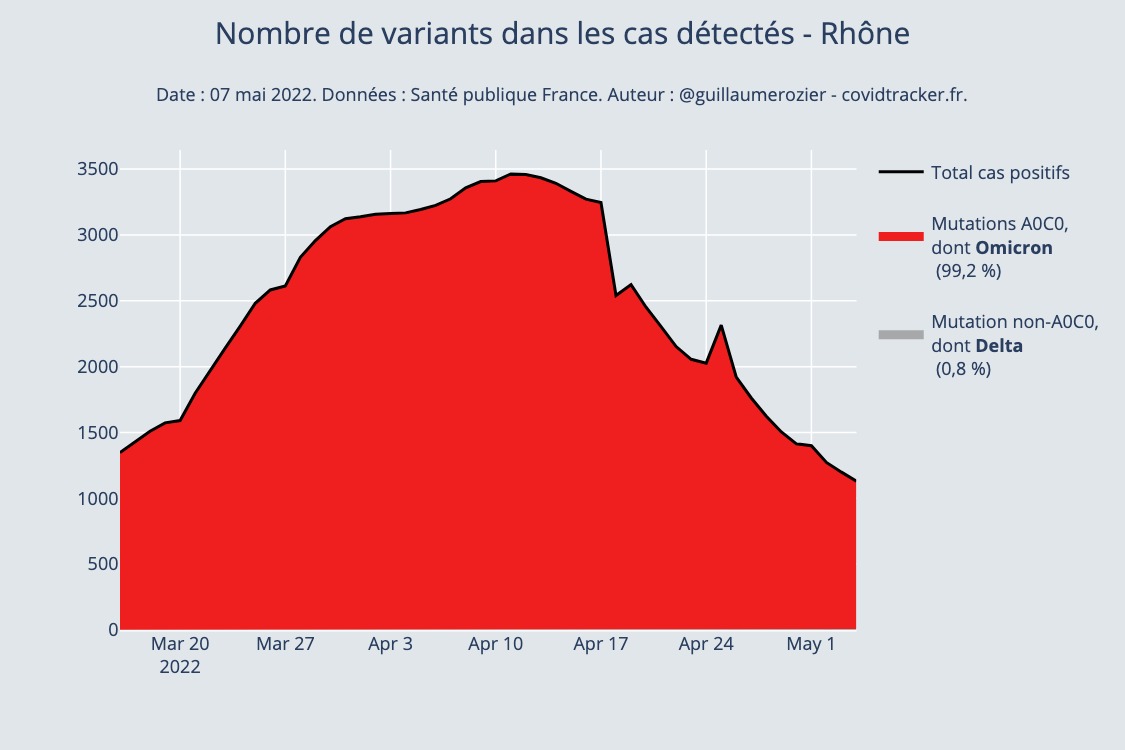 Nombre de variants dans les cas détectés - Rhône
Date : 07 mai 2022. Données : Santé publique France. Auteur : @guillaumerozier - covidtracker.fr.
3500
3000
2500
2000
1500
1000
500
0
Mar 20
2022
Mar 27
Apr 3
Apr 10
Apr 17
Apr 24
May 1
Total cas positifs
Mutations A0C0,
dont Omicron
(99,2 %)
Mutation non-A0C0,
dont Delta
(0,8 %)